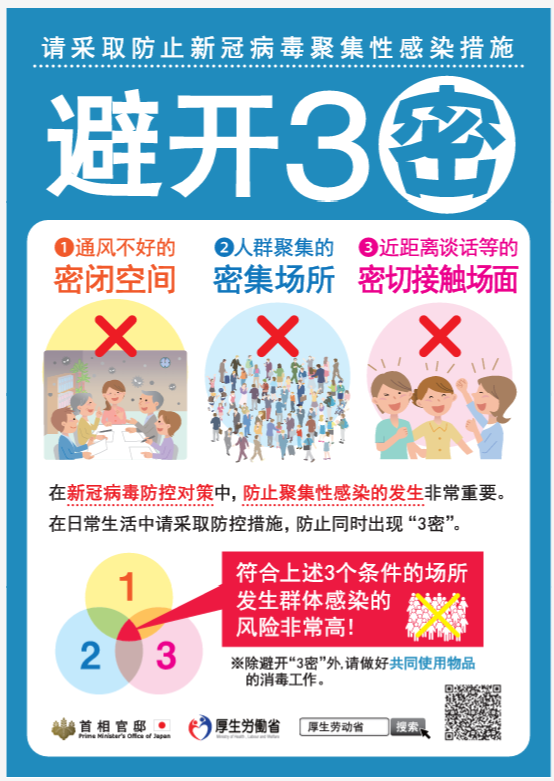 请采取防止新冠病毒聚集性感染措施
避开3密
❶通风不好的
密闭空间
❷人群聚集的
密集场所
❸近距离谈话等的
密切接触场面
在新冠病毒防控对策中，防止聚集性感染的发生非常重要。
在日常生活中请采取防控措施，防止同时出现“3密”。
1
2
3
符合上述3个条件的场所
发生群体感染的
风险非常高!
※除避开“3密”外,请做好共同使用物品
的消毒工作。
首相官邸
Prime Minister's Office of Japan
厚生労働省
Ministry of Health, Labour and Welfare
厚生劳动省
搜索